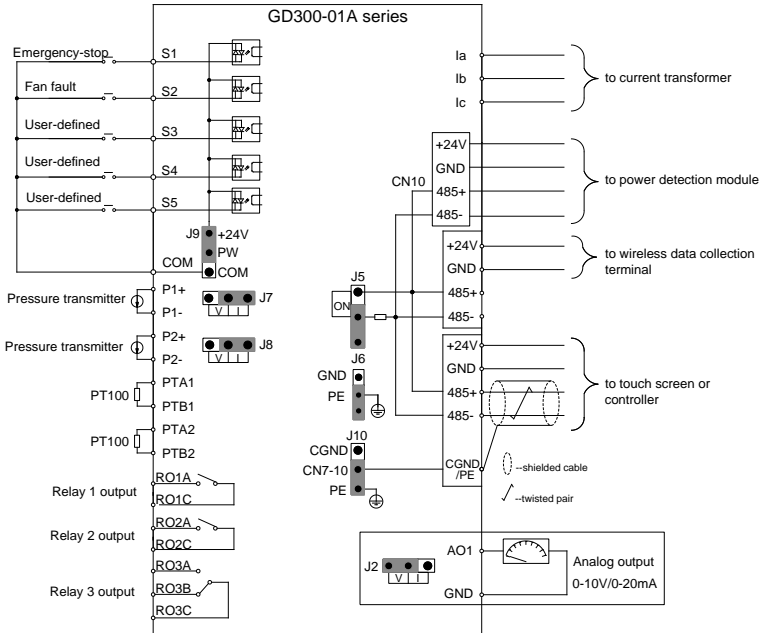 GD300-01A series
Emergency-stop
S1
Fan fault
S2
User-defined
S3
User-defined
S4
User-defined
S5
J9
+24V
PW
COM
COM
Pressure transmitter
P1+
P1-
V
I
J7
Pressure transmitter
P2+
P2-
V
I
J8
PT100
PTA1
PTB1
PT100
PTA2
PTB2
Relay 1 output
RO1A
RO1C
Relay 2 output
RO2A
RO2C
Relay 3 output
RO3A
RO3B
RO3C
Ia
Ib
Ic
to current transformer
CN10
+24V
GND
485+
485-
to power detection module
+24V
GND
485+
485-
to wireless data collection
terminal
J5
ON
J6
GND
PE
+24V
GND
485+
485-
CGND
/PE
to touch screen or
controller
J10
CGND
CN7-10
PE
--shielded cable
--twisted pair
J2
V
I
AO1
GND
Analog output
0-10V/0-20mA